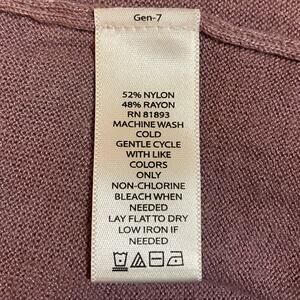 Gen-7
52% NYLON
48% RAYON
RN 81893
MACHINE WASH
COLD
GENTLE CYCLE
WITH LIKE
COLORS
ONLY
NON-CHLORINE
BLEACH WHEN
NEEDED
LAY FLAT TO DRY
LOW IRON IF
NEEDED